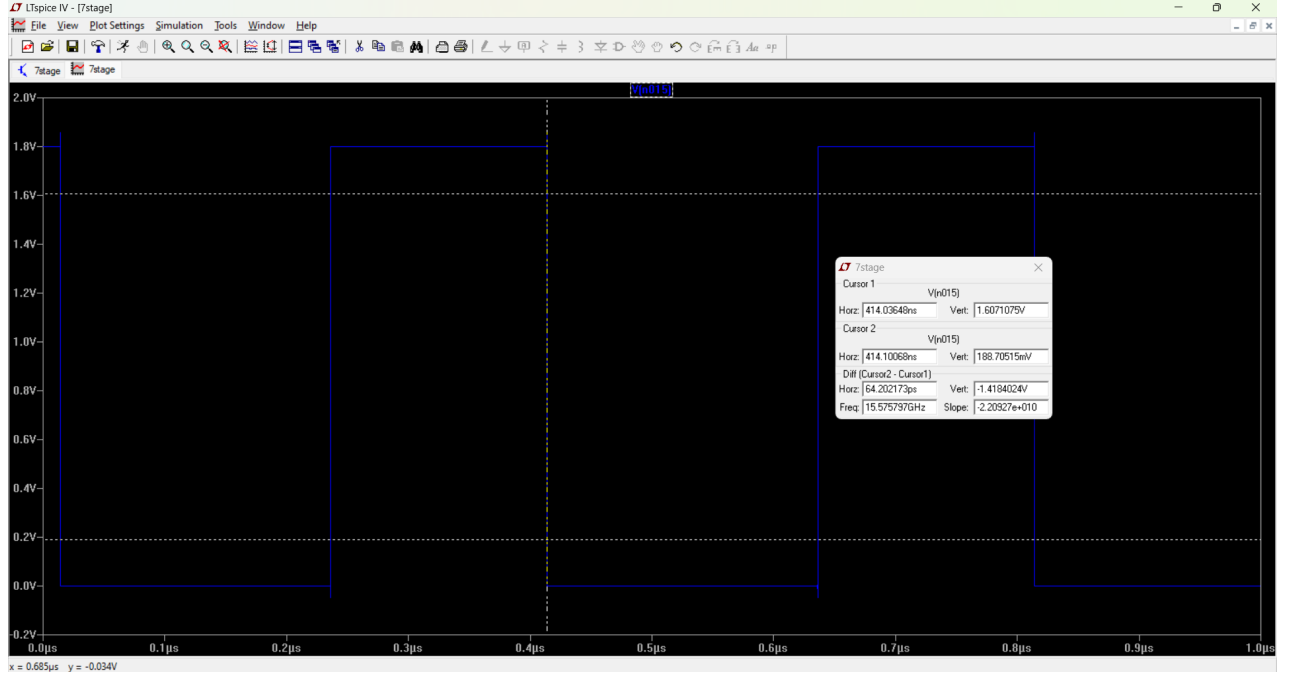 LTspice IV - [7stage]
File View Plot Settings Simulation Tools Window Help
7stage 7stage
V(n015)
2.0V
1.8V
1.6V
1.4V
1.2V
1.0V
0.8V
0.6V
0.4V
0.2V
0.0V
-0.2V
0.0µs 0.1µs 0.2µs 0.3µs 0.4µs 0.5µs 0.6µs 0.7µs 0.8µs 0.9µs 1.0µs
7stage
Cursor 1
V(n015)
Horz: 414.03648ns Vert: 1.6071075V
Cursor 2
V(n015)
Horz: 414.10068ns Vert: 188.70515mV
Diff (Cursor2 - Cursor1)
Horz: 64.202173ps Vert: -1.4184024V
Freq: 15.575797GHz Slope: -2.20927e+010
x = 0.685µs y = -0.034V